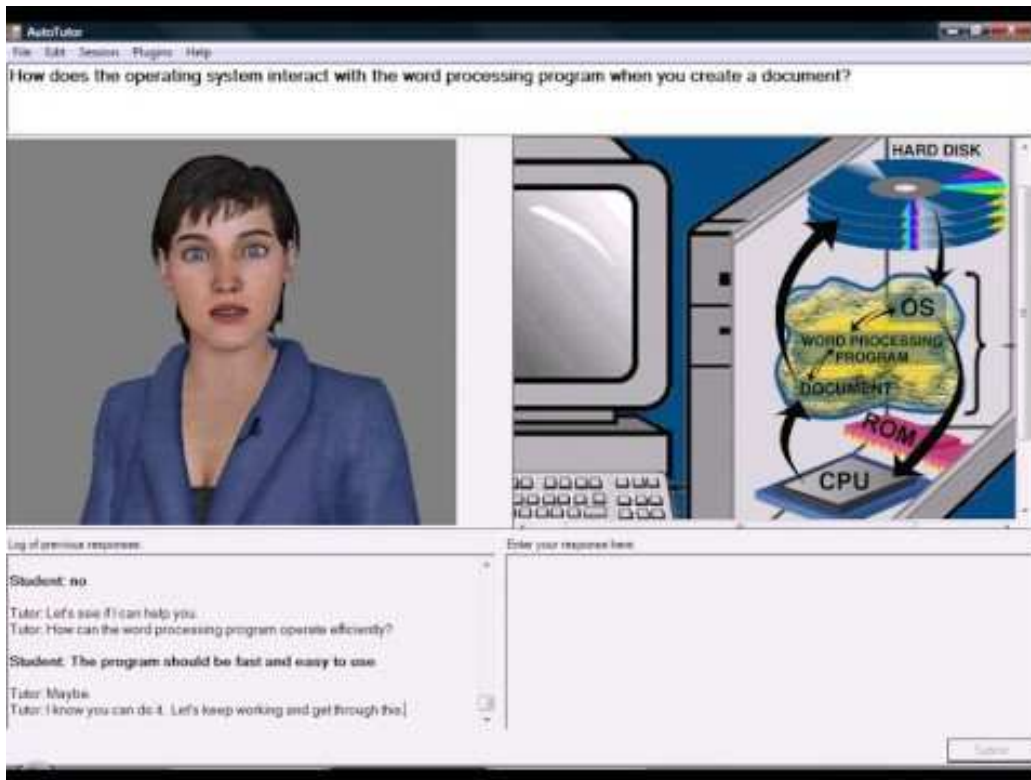 AutoTutor
File Edit Session Plugins Help
How does the operating system interact with the word processing program when you create a document?
HARD DISK
OS
WORD PROCESSING
PROGRAM
DOCUMENT
ROM
CPU
Log of previous responses:
Student: no
Tutor: Let's see if I can help you.
Tutor: How can the word processing program operate efficiently?
Student: The program should be fast and easy to use
Tutor: Maybe.
Tutor: I know you can do it. Let's keep working and get through this.
Enter your response here:
Submit